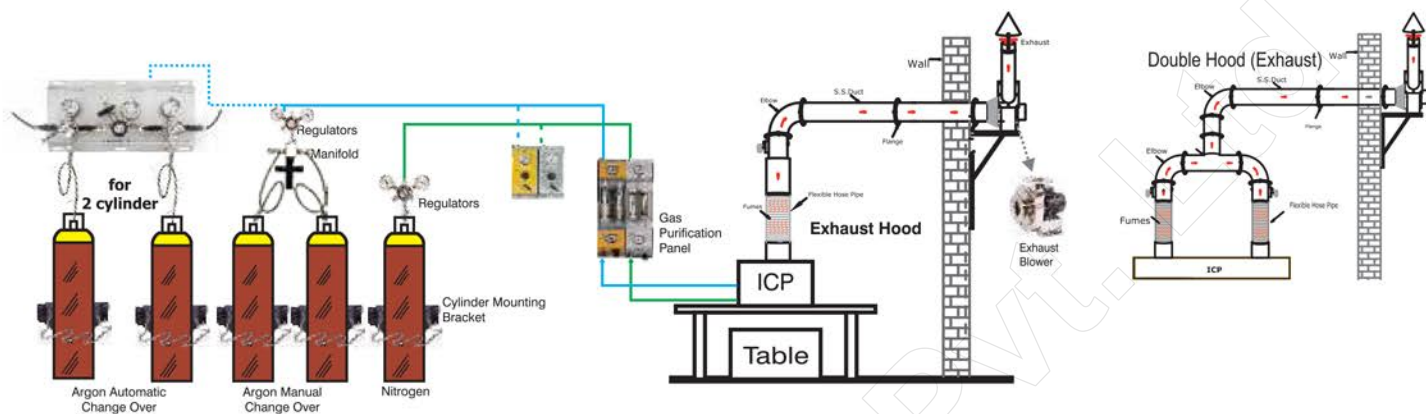 for
2 cylinder
Regulators
Manifold
Regulators
Cylinder Mounting
Bracket
Argon Automatic
Change Over
Argon Manual
Change Over
Nitrogen
Gas
Purification
Panel
Exhaust
Wall
Elbow
S.S.Duct
Flange
Flexible Hose Pipe
Fumes
Exhaust Hood
Exhaust
Blower
ICP
Table
Double Hood (Exhaust)
Wall
Elbow
S.S.Duct
Flange
Elbow
Fumes
Flexible Hose Pipe
ICP
Pvt. Ltd